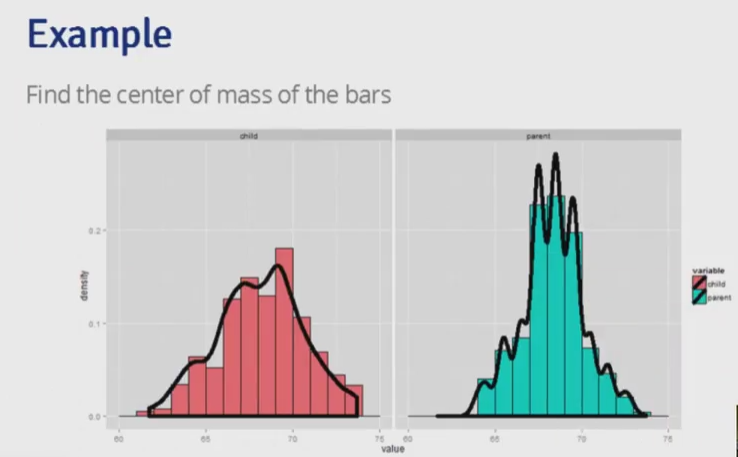 Example
Find the center of mass of the bars
child
parent
0.2
0.1
0.0
density
60 65 70 75 60 65 70 75
value
variable
child
parent